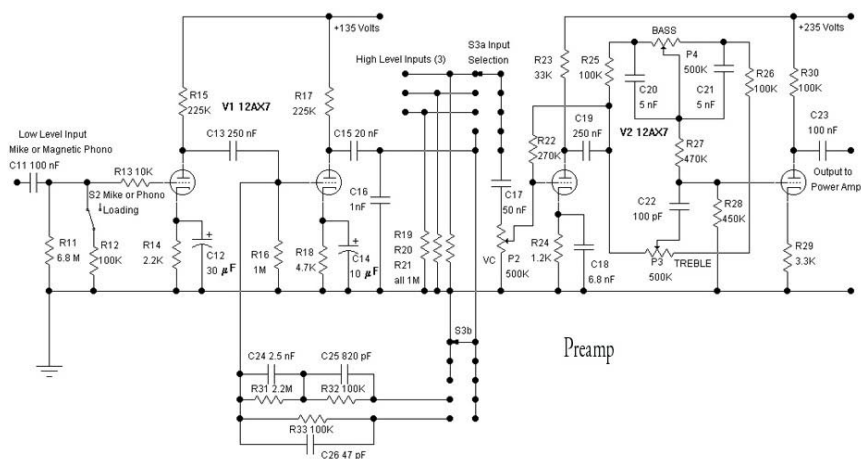 +135 Volts
+235 Volts
High Level Inputs (3)
S3a Input
Selection
BASS
P4
500K
R15
225K
V1 12AX7
R17
225K
R23
33K
R25
100K
C20
5 nF
C21
5 nF
R26
100K
R30
100K
Low Level Input
Mike or Magnetic Phono
C11 100 nF
C13 250 nF
C15 20 nF
C19
250 nF
V2 12AX7
C23
100 nF
Output to
Power Amp
R13 10K
S2 Mike or Phono
Loading
R22
270K
R27
470K
C16
1nF
C17
50 nF
C22
100 pF
R28
450K
R11
6.8 M
R12
100K
R14
2.2K
C12
30 μF
R16
1M
R18
4.7K
C14
10 μF
R19
R20
R21
all 1M
VC
P2
500K
R24
1.2K
C18
6.8 nF
P3
500K
TREBLE
R29
3.3K
S3b
Preamp
C24 2.5 nF
C25 820 pF
R31 2.2M
R32 100K
R33 100K
C26 47 pF